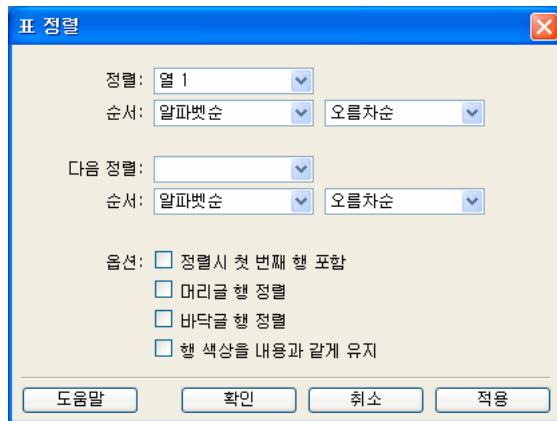 표 정렬
정렬: 열 1
순서: 알파벳순 오름차순
다음 정렬:
순서: 알파벳순 오름차순
옵션: 정렬시 첫 번째 행 포함
머리글 행 정렬
바닥글 행 정렬
행 색상을 내용과 같게 유지
도움말 확인 취소 적용